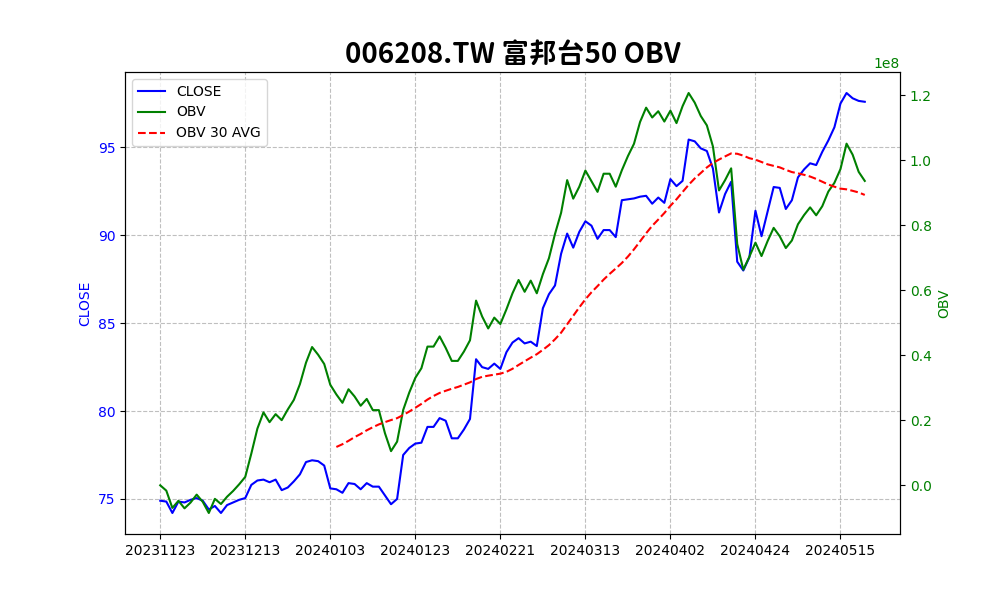 006208.TW 富邦台50 OBV
1e8
CLOSE
OBV
OBV 30 AVG
95
90
85
80
75
CLOSE
1.2
1.0
0.8
0.6
0.4
0.2
0.0
OBV
20231123 20231213 20240103 20240123 20240221 20240313 20240402 20240424 20240515